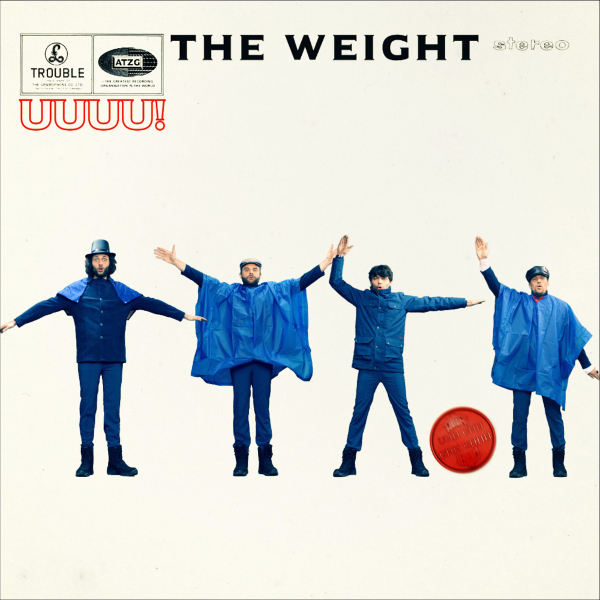 THE WEIGHT
stereo
TROUBLE
THE GRAMOPHONE CO. LTD.
ATZG
THE GREATEST RECORDING
ORGANISATION IN THE WORLD
UUUU!